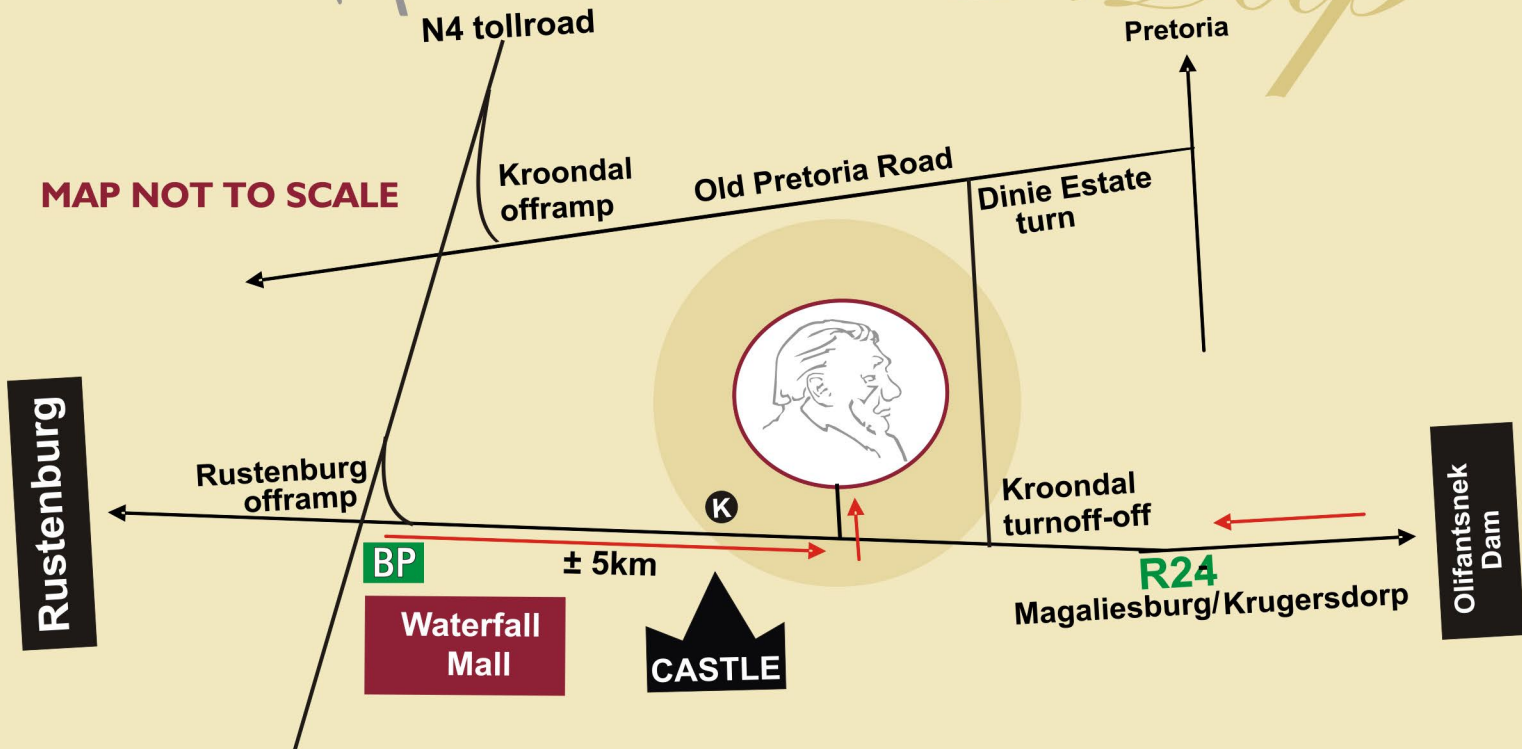 N4 tollroad
Pretoria
MAP NOT TO SCALE
Kroondal
offramp
Old Pretoria Road
Dinie Estate
turn
Rustenburg
Rustenburg
offramp
K
Kroondal
turnoff-off
Olifantsnek
Dam
BP
± 5km
R24
Magaliesburg/Krugersdorp
Waterfall
Mall
CASTLE